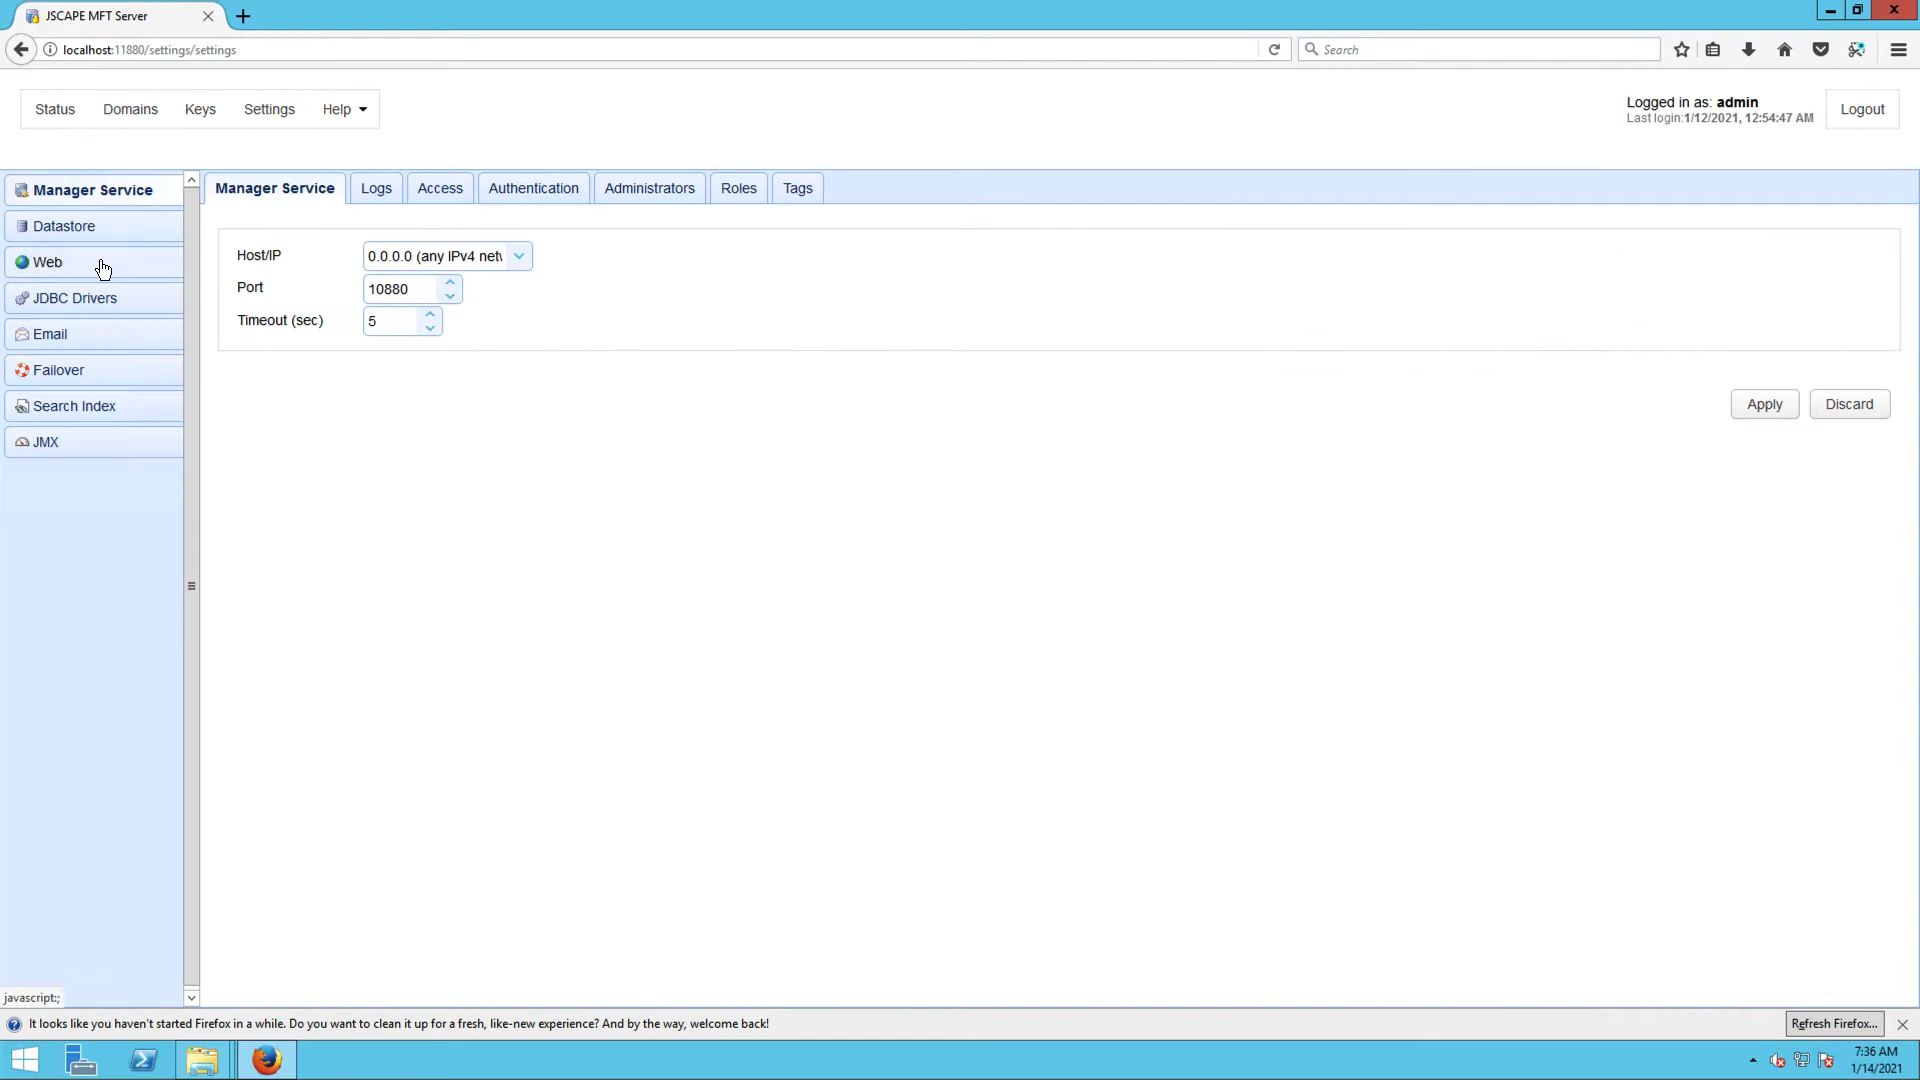 JSCAPE MFT Server
localhost:11880/settings/settings
Search
Status Domains Keys Settings Help
Logged in as: admin
Last login:1/12/2021, 12:54:47 AM
Logout
Manager Service
Datastore
Web
JDBC Drivers
Email
Failover
Search Index
JMX
Manager Service Logs Access Authentication Administrators Roles Tags
Host/IP 0.0.0.0 (any IPv4 net
Port 10880
Timeout (sec) 5
Apply Discard
javascript:;
It looks like you haven't started Firefox in a while. Do you want to clean it up for a fresh, like-new experience? And by the way, welcome back!
Refresh Firefox...
7:36 AM
1/14/2021